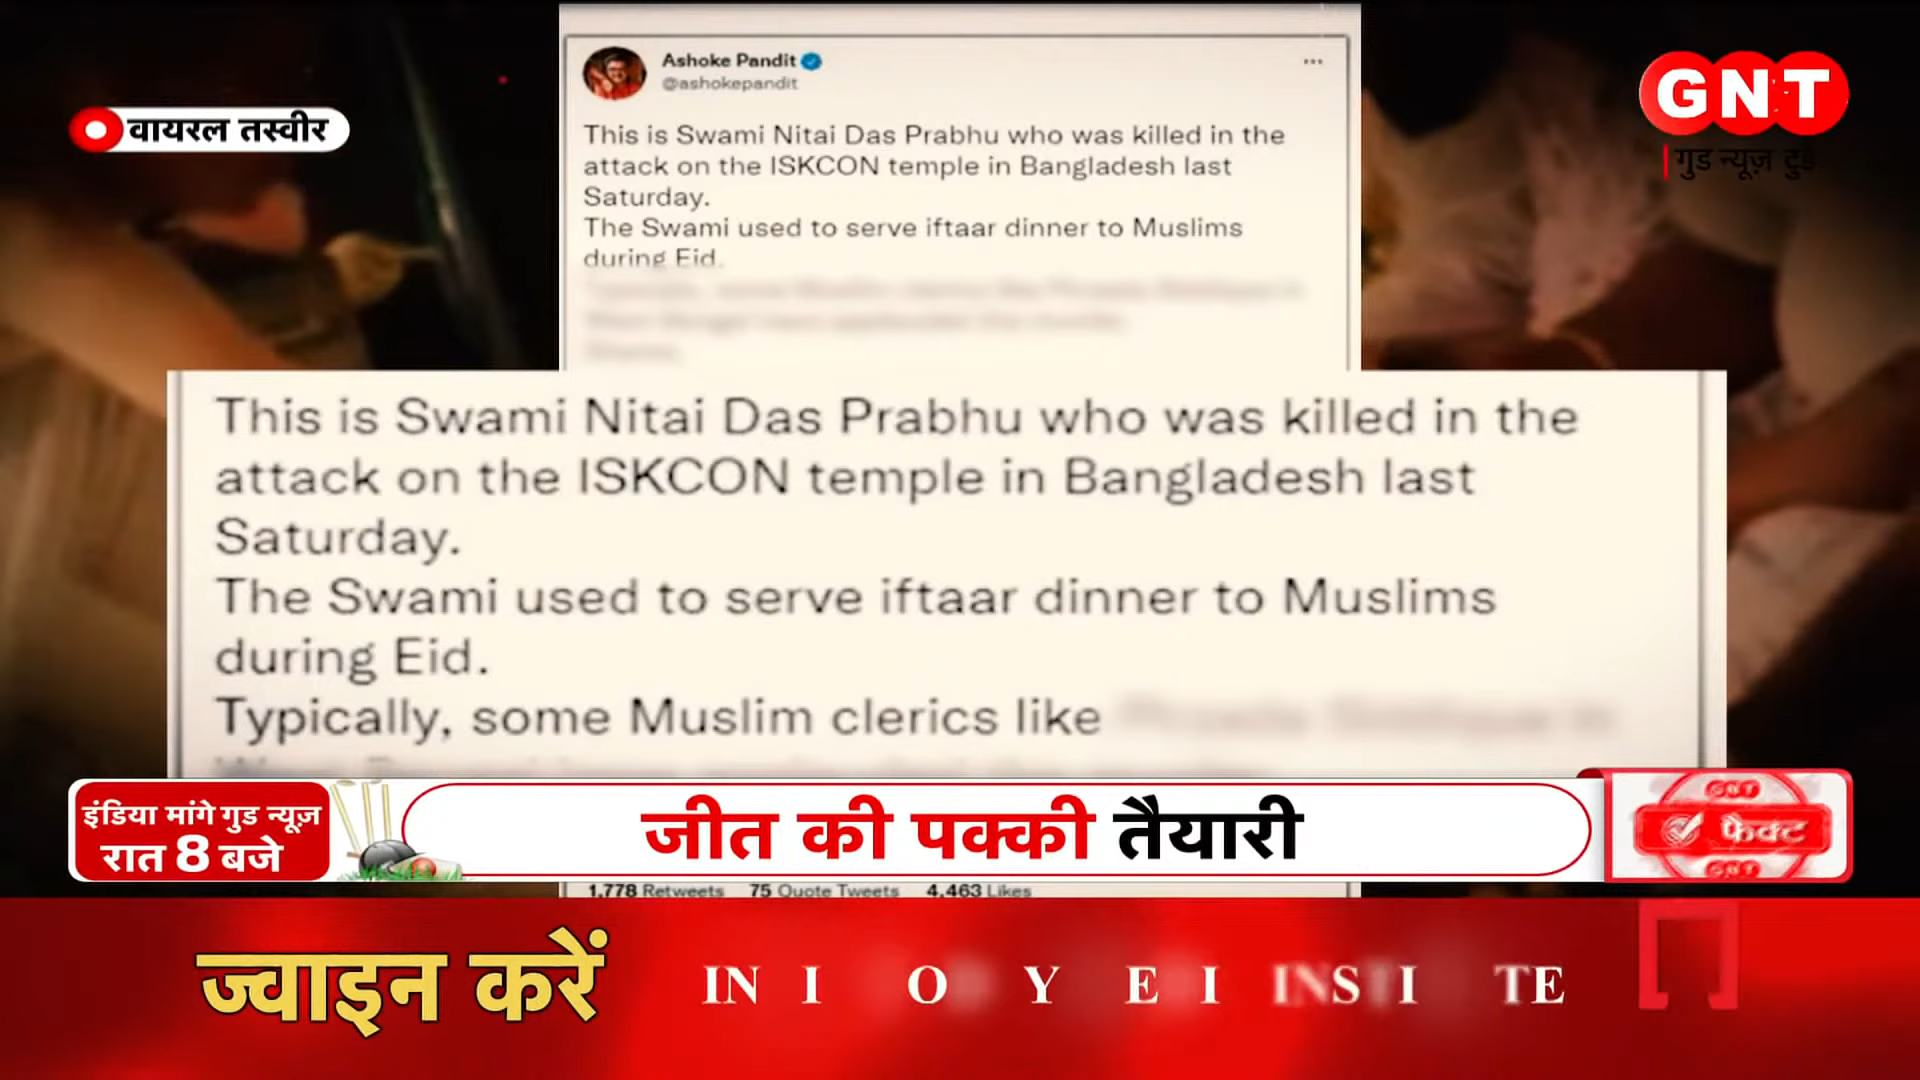 Ashoke Pandit
@ashokepandit
This is Swami Nitai Das Prabhu who was killed in the
attack on the ISKCON temple in Bangladesh last
Saturday.
The Swami used to serve iftaar dinner to Muslims
during Eid.
वायरल तस्वीर
GNT
गुड न्यूज़ टुडे
This is Swami Nitai Das Prabhu who was killed in the
attack on the ISKCON temple in Bangladesh last
Saturday.
The Swami used to serve iftaar dinner to Muslims
during Eid.
Typically, some Muslim clerics like
इंडिया मांगे गुड न्यूज़
रात 8 बजे
जीत की पक्की तैयारी
GNT
फैक्ट
GNT
1,778 Retweets 75 Quote Tweets 4,463 Likes
ज्वाइन करें